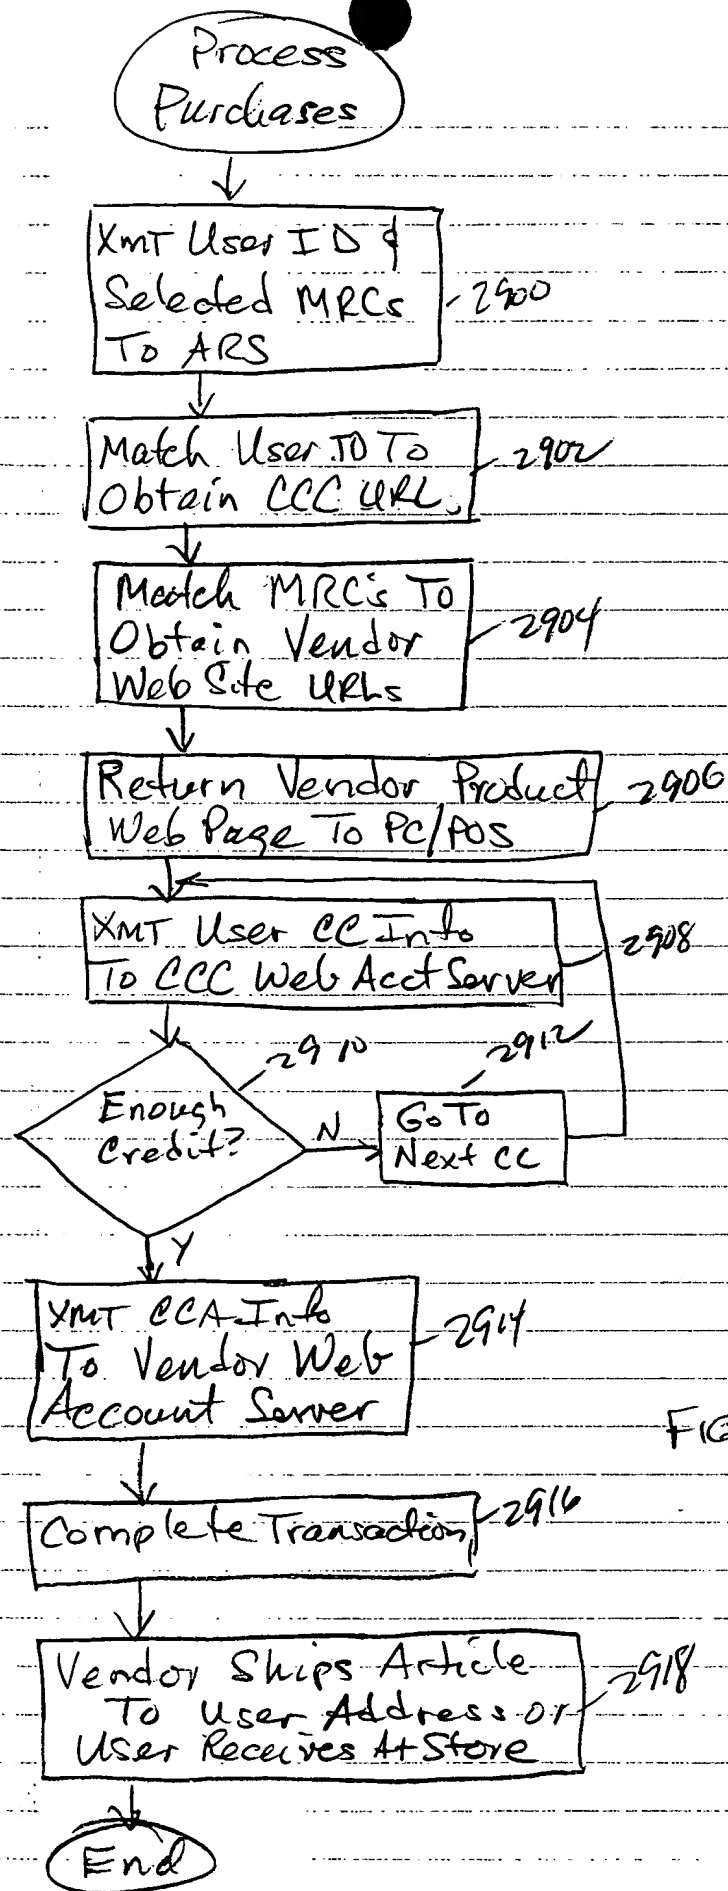 Process
Purchases
XMT User ID &
Selected MRCs
To ARS
2900
Match User ID To
Obtain CCC URL
2902
Match MRC's To
Obtain Vendor
Web Site URLs
2904
Return Vendor Product
Web Page To PC/POS
2906
XMT User CC Info
To CCC Web Acct Server
2908
2910
Enough
Credit?
N
2912
Go To
Next CC
Y
XMT CCA Info
To Vendor Web
Account Server
2914
FIG
Complete Transaction
2916
Vendor Ships Article
To User Address or
User Receives At Store
2918
End